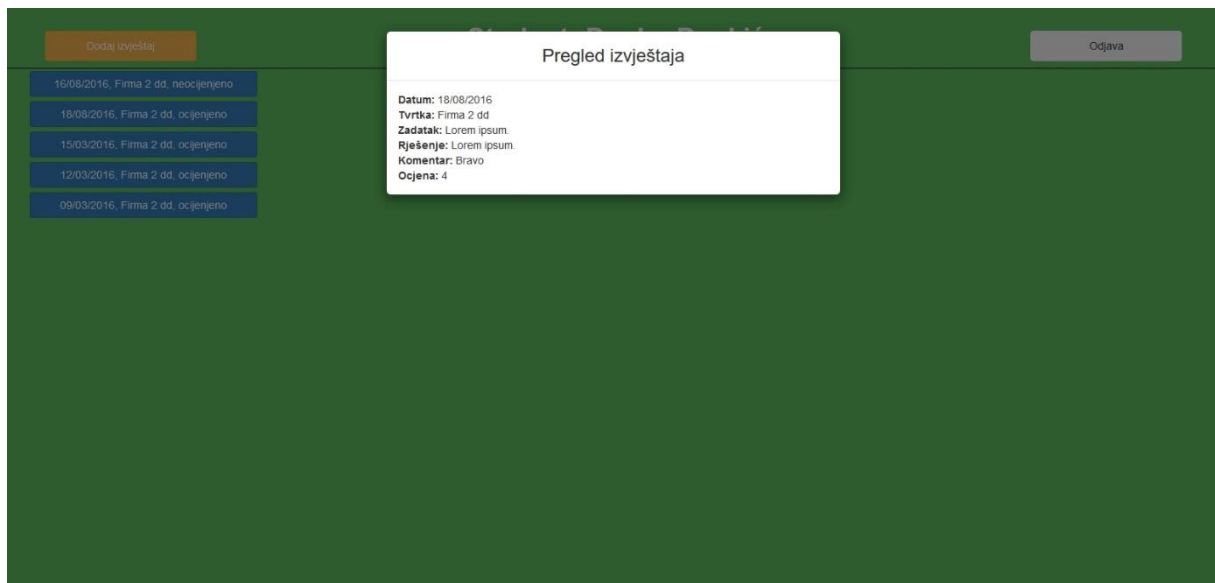 Dodaj izvještaj
Odjava
16/08/2016, Firma 2 dd, neocijenjeno
18/08/2016, Firma 2 dd, ocijenjeno
15/03/2016, Firma 2 dd, ocijenjeno
12/03/2016, Firma 2 dd, ocijenjeno
09/03/2016, Firma 2 dd, ocijenjeno
Pregled izvještaja
Datum: 18/08/2016
Tvrtka: Firma 2 dd
Zadatak: Lorem ipsum.
Rješenje: Lorem ipsum.
Komentar: Bravo
Ocjena: 4